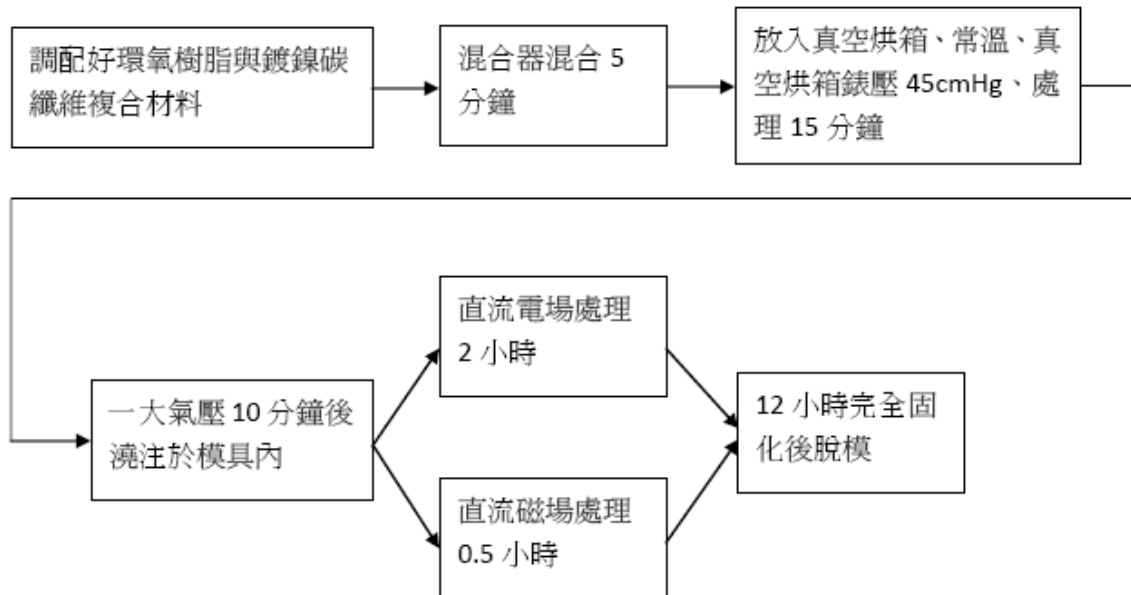 調配好環氧樹脂與鍍鎳碳
纖維複合材料
混合器混合 5
分鐘
放入真空烘箱、常溫、真
空烘箱錶壓 45cmHg、處
理 15 分鐘
一大氣壓 10 分鐘後
澆注於模具內
直流電場處理
2 小時
直流磁場處理
0.5 小時
12 小時完全固
化後脫模